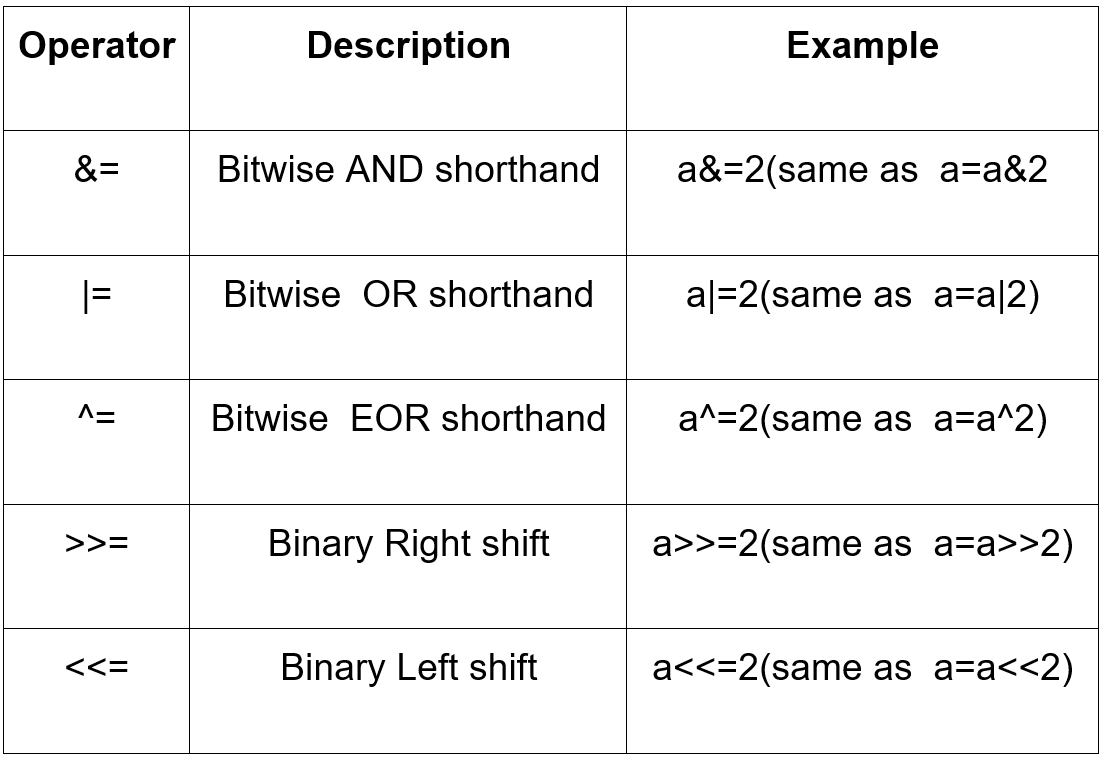 Operator Description Example
&= Bitwise AND shorthand a&=2(same as  a=a&2
|= Bitwise  OR shorthand a|=2(same as  a=a|2)
^= Bitwise  EOR shorthand a^=2(same as  a=a^2)
>>= Binary Right shift a>>=2(same as  a=a>>2)
<<= Binary Left shift a<<=2(same as  a=a<<2)